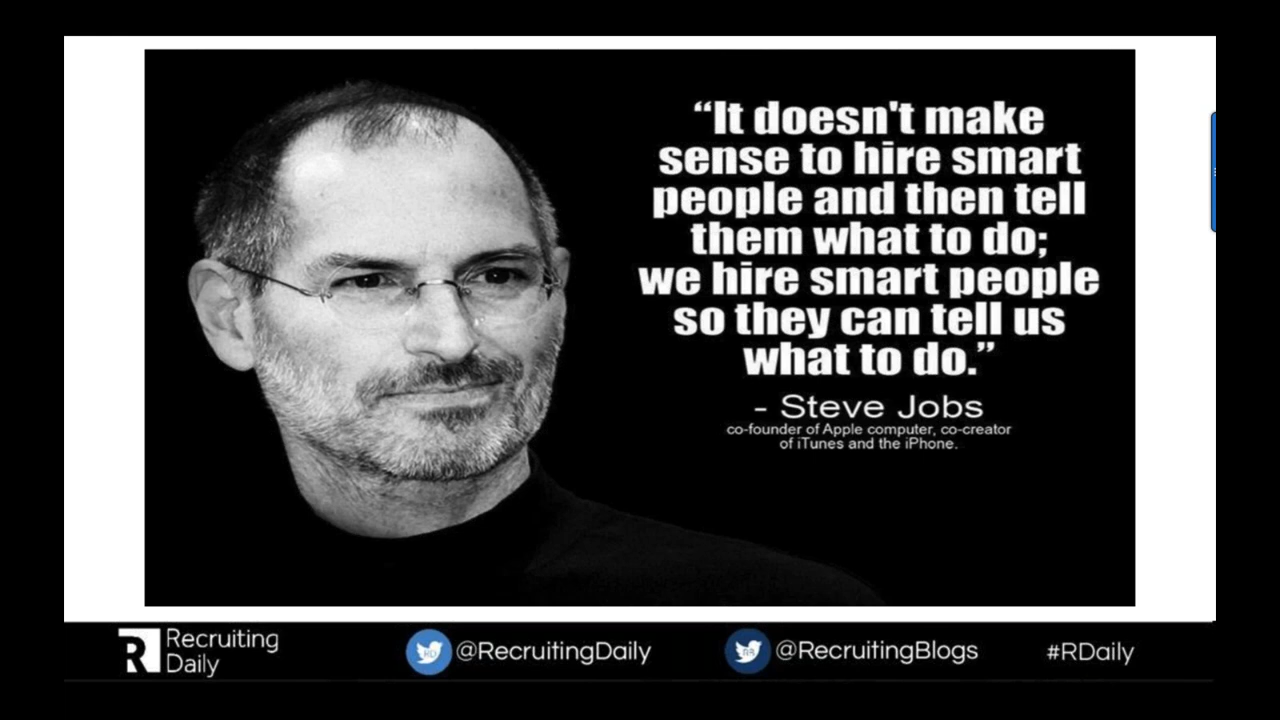 “It doesn't make
sense to hire smart
people and then tell
them what to do;
we hire smart people
so they can tell us
what to do.”
- Steve Jobs
co-founder of Apple computer, co-creator
of iTunes and the iPhone.
R Recruiting
Daily
@RecruitingDaily
@RecruitingBlogs
#RDaily